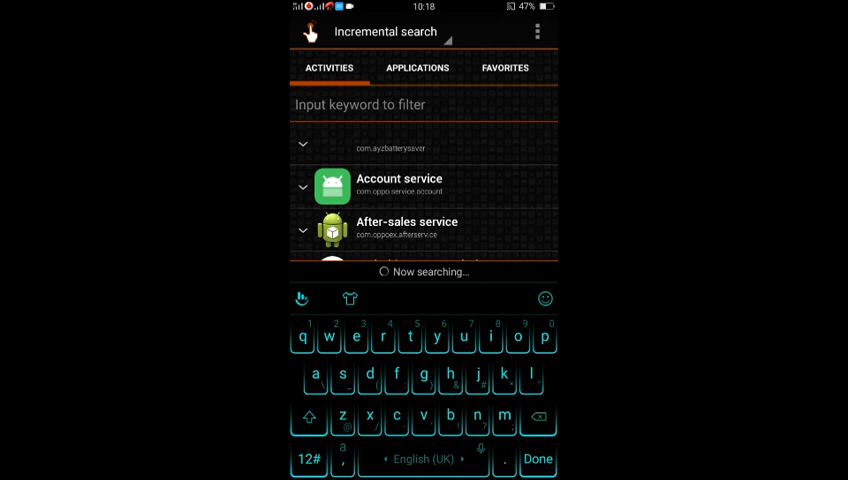 10:18
47%
Incremental search
ACTIVITIES APPLICATIONS FAVORITES
Input keyword to filter
com.ayzbatterysaver
Account service
com.oppo.service.account
After-sales service
com.oppoex.afterservice
Now searching...
1 2 3 4 5 6 7 8 9 0
q w e r t y u i o p
a s d f g h j k l
z x c v b n m
12# , English (UK) . Done